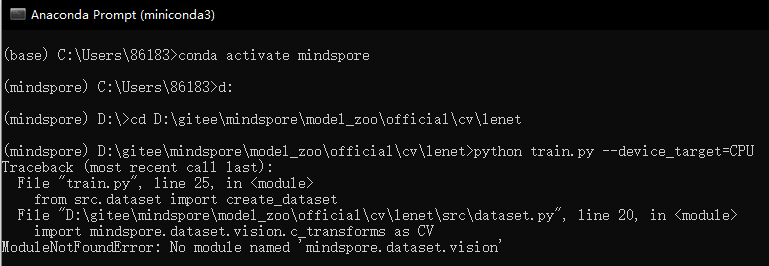 Anaconda Prompt (miniconda3)
(base) C:\Users\86183>conda activate mindspore
(mindspore) C:\Users\86183>d:
(mindspore) D:\>cd D:\gitee\mindspore\model_zoo\official\cv\lenet
(mindspore) D:\gitee\mindspore\model_zoo\official\cv\lenet>python train.py --device_target=CPU
Traceback (most recent call last):
  File "train.py", line 25, in <module>
    from src.dataset import create_dataset
  File "D:\gitee\mindspore\model_zoo\official\cv\lenet\src\dataset.py", line 20, in <module>
    import mindspore.dataset.vision.c_transforms as CV
ModuleNotFoundError: No module named 'mindspore.dataset.vision'